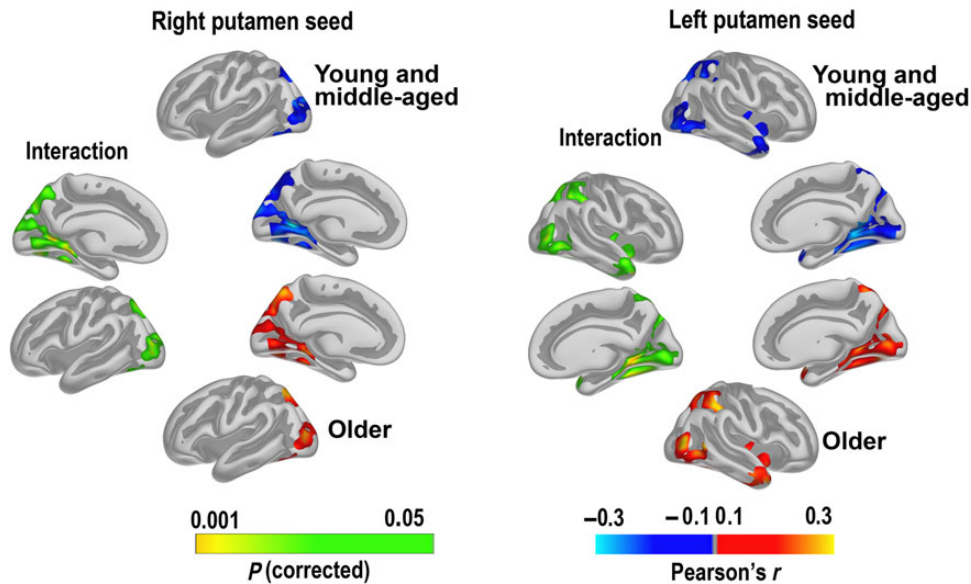 Right putamen seed
Young and
middle-aged
Interaction
Older
0.001 0.05
P (corrected)
Left putamen seed
Young and
middle-aged
Interaction
Older
−0.3 −0.1 0.1 0.3
Pearson's r